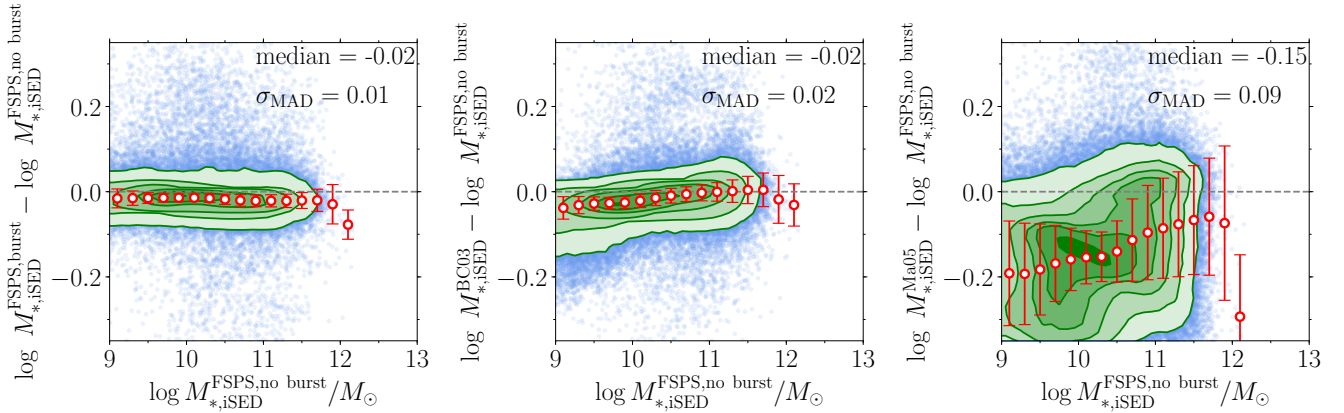 log M_{*,iSED}^{FSPS,burst} − log M_{*,iSED}^{FSPS,no burst}
0.2
0.0
−0.2
median = -0.02
σ_MAD = 0.01
9 10 11 12 13
log M_{*,iSED}^{FSPS,no burst}/M_⊙
log M_{*,iSED}^{BC03} − log M_{*,iSED}^{FSPS,no burst}
0.2
0.0
−0.2
median = -0.02
σ_MAD = 0.02
9 10 11 12 13
log M_{*,iSED}^{FSPS,no burst}/M_⊙
log M_{*,iSED}^{Ma05} − log M_{*,iSED}^{FSPS,no burst}
0.2
0.0
−0.2
median = -0.15
σ_MAD = 0.09
9 10 11 12 13
log M_{*,iSED}^{FSPS,no burst}/M_⊙